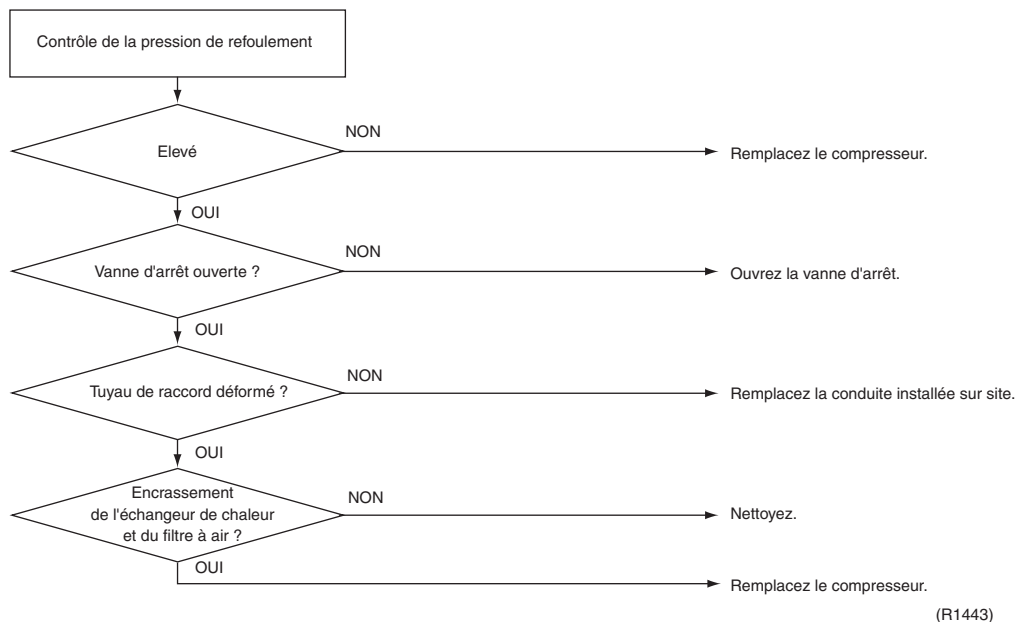 Contrôle de la pression de refoulement
Elevé
NON
Remplacez le compresseur.
OUI
Vanne d'arrêt ouverte ?
NON
Ouvrez la vanne d'arrêt.
OUI
Tuyau de raccord déformé ?
NON
Remplacez la conduite installée sur site.
OUI
Encrassement
de l'échangeur de chaleur
et du filtre à air ?
NON
Nettoyez.
OUI
Remplacez le compresseur.
(R1443)